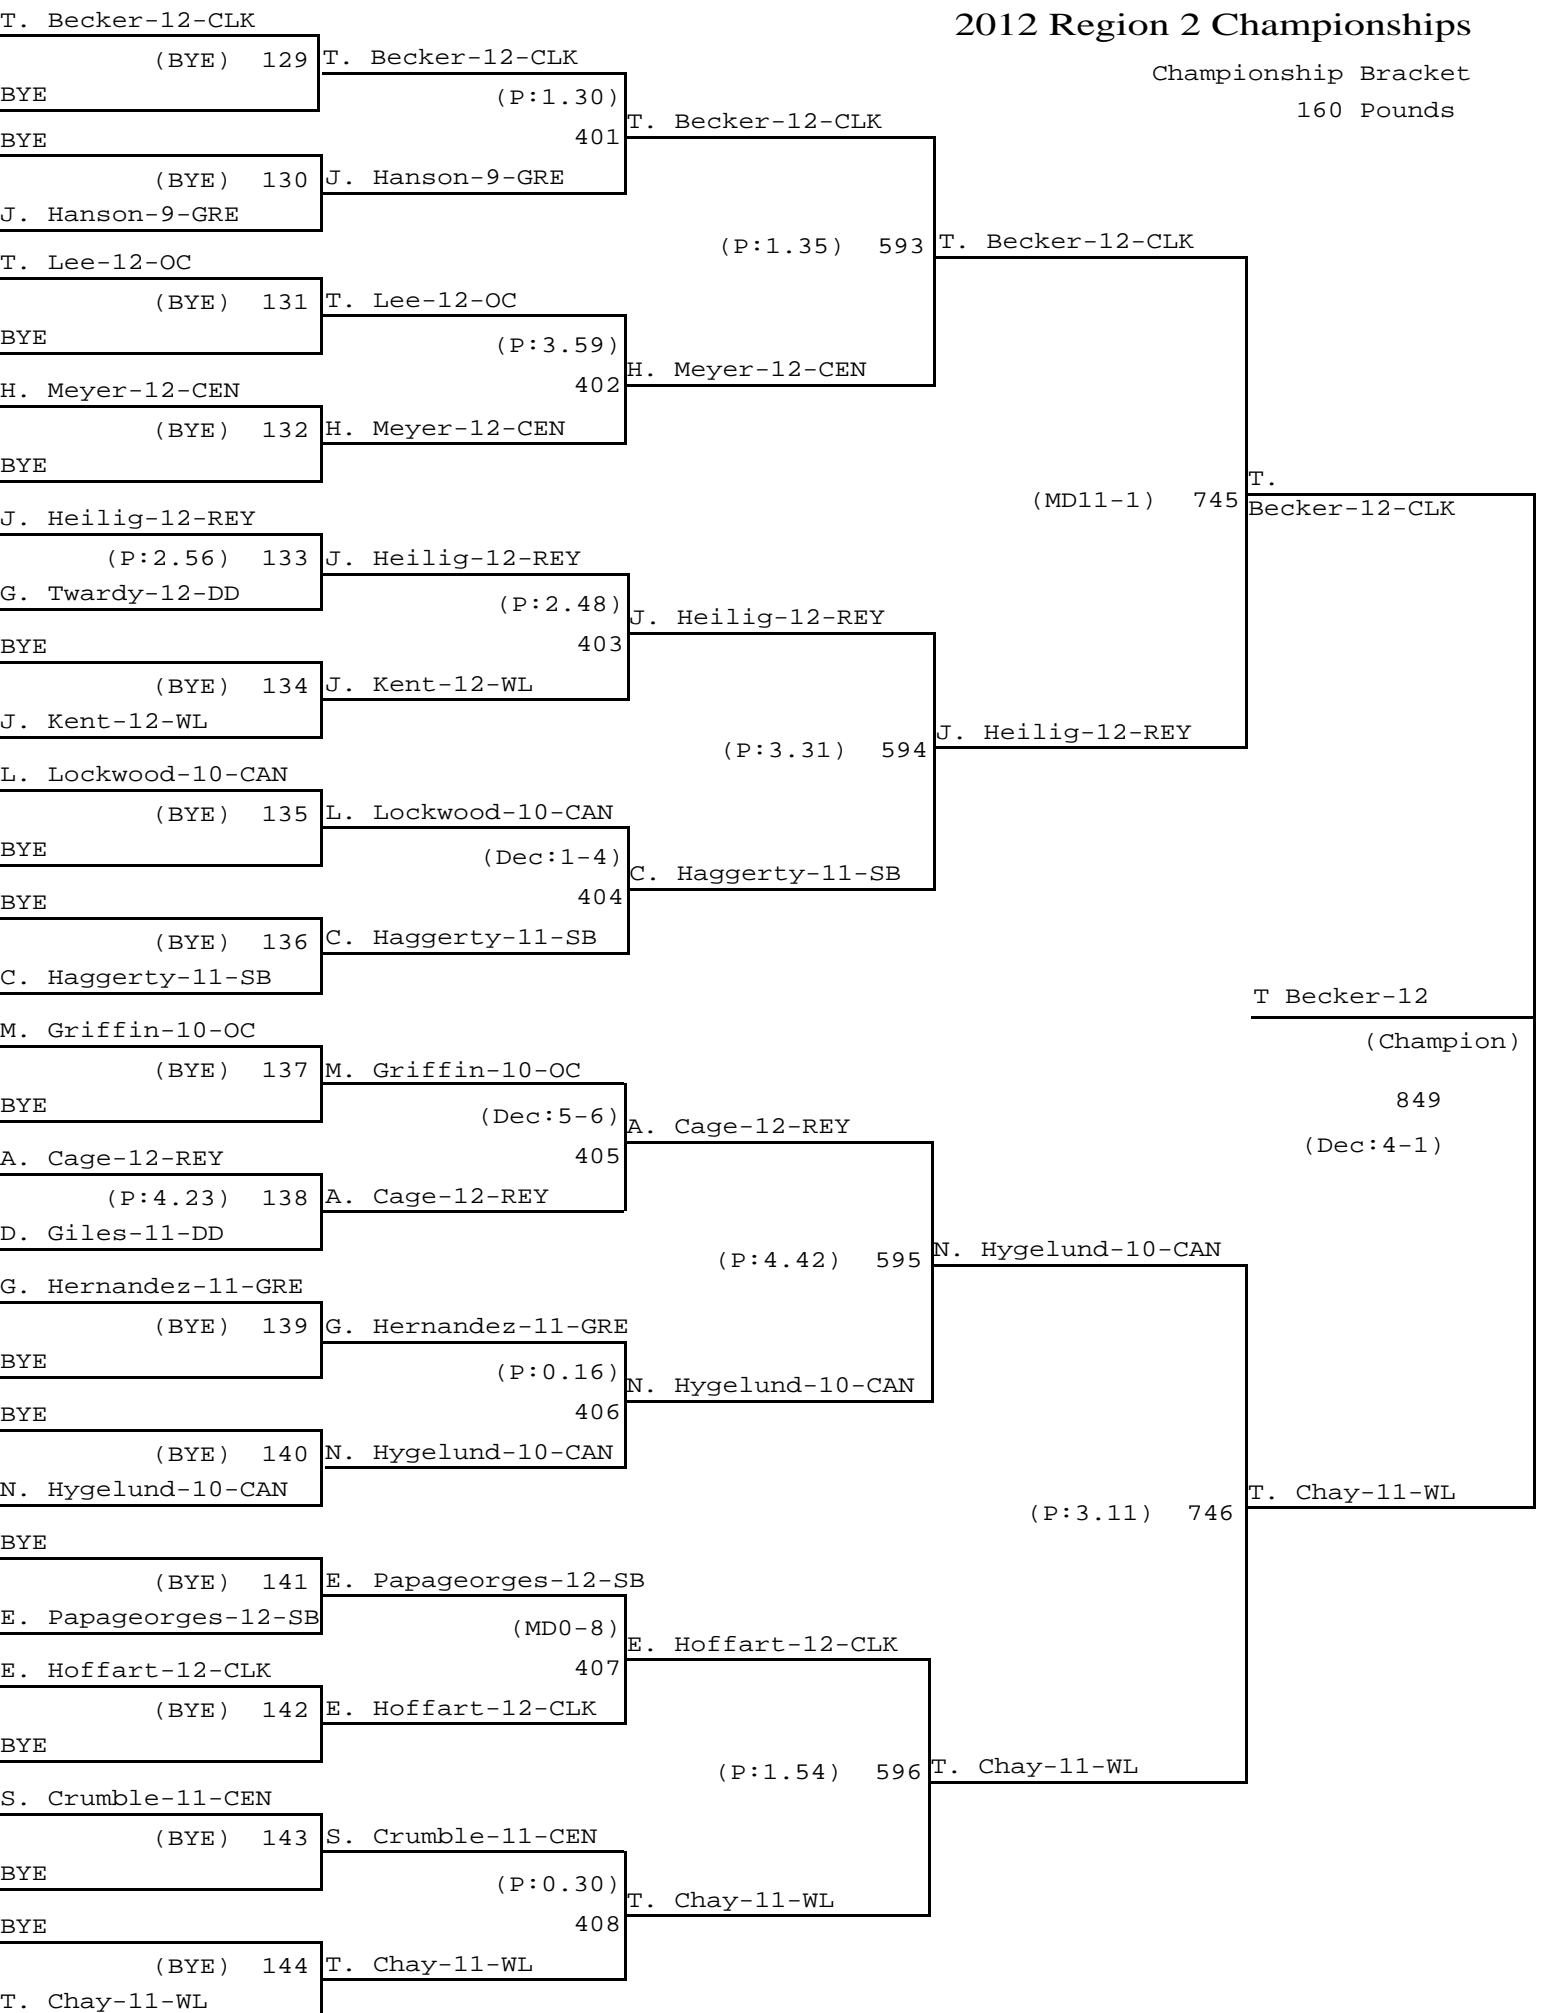 2012 Region 2 Championships
Championship Bracket
160 Pounds
T. Becker-12-CLK
(BYE) 129
BYE
BYE
(BYE) 130
J. Hanson-9-GRE
T. Lee-12-OC
(BYE) 131
BYE
H. Meyer-12-CEN
(BYE) 132
BYE
J. Heilig-12-REY
(P:2.56) 133
G. Twardy-12-DD
BYE
(BYE) 134
J. Kent-12-WL
L. Lockwood-10-CAN
(BYE) 135
BYE
BYE
(BYE) 136
C. Haggerty-11-SB
M. Griffin-10-OC
(BYE) 137
BYE
A. Cage-12-REY
(P:4.23) 138
D. Giles-11-DD
G. Hernandez-11-GRE
(BYE) 139
BYE
BYE
(BYE) 140
N. Hygelund-10-CAN
BYE
(BYE) 141
E. Papageorges-12-SB
E. Hoffart-12-CLK
(BYE) 142
BYE
S. Crumble-11-CEN
(BYE) 143
BYE
BYE
(BYE) 144
T. Chay-11-WL
T. Becker-12-CLK
(P:1.30)
401
J. Hanson-9-GRE
T. Lee-12-OC
(P:3.59)
402
H. Meyer-12-CEN
J. Heilig-12-REY
(P:2.48)
403
J. Kent-12-WL
L. Lockwood-10-CAN
(Dec:1-4)
404
C. Haggerty-11-SB
M. Griffin-10-OC
(Dec:5-6)
405
A. Cage-12-REY
G. Hernandez-11-GRE
(P:0.16)
406
N. Hygelund-10-CAN
E. Papageorges-12-SB
(MD0-8)
407
E. Hoffart-12-CLK
S. Crumble-11-CEN
(P:0.30)
408
T. Chay-11-WL
T. Becker-12-CLK
(P:1.35) 593
H. Meyer-12-CEN
J. Heilig-12-REY
(P:3.31) 594
C. Haggerty-11-SB
A. Cage-12-REY
(P:4.42) 595
N. Hygelund-10-CAN
E. Hoffart-12-CLK
(P:1.54) 596
T. Chay-11-WL
T. Becker-12-CLK
(MD11-1) 745
J. Heilig-12-REY
N. Hygelund-10-CAN
(P:3.11) 746
T. Chay-11-WL
T.
Becker-12-CLK
T Becker-12
(Champion)
849
(Dec:4-1)
T. Chay-11-WL